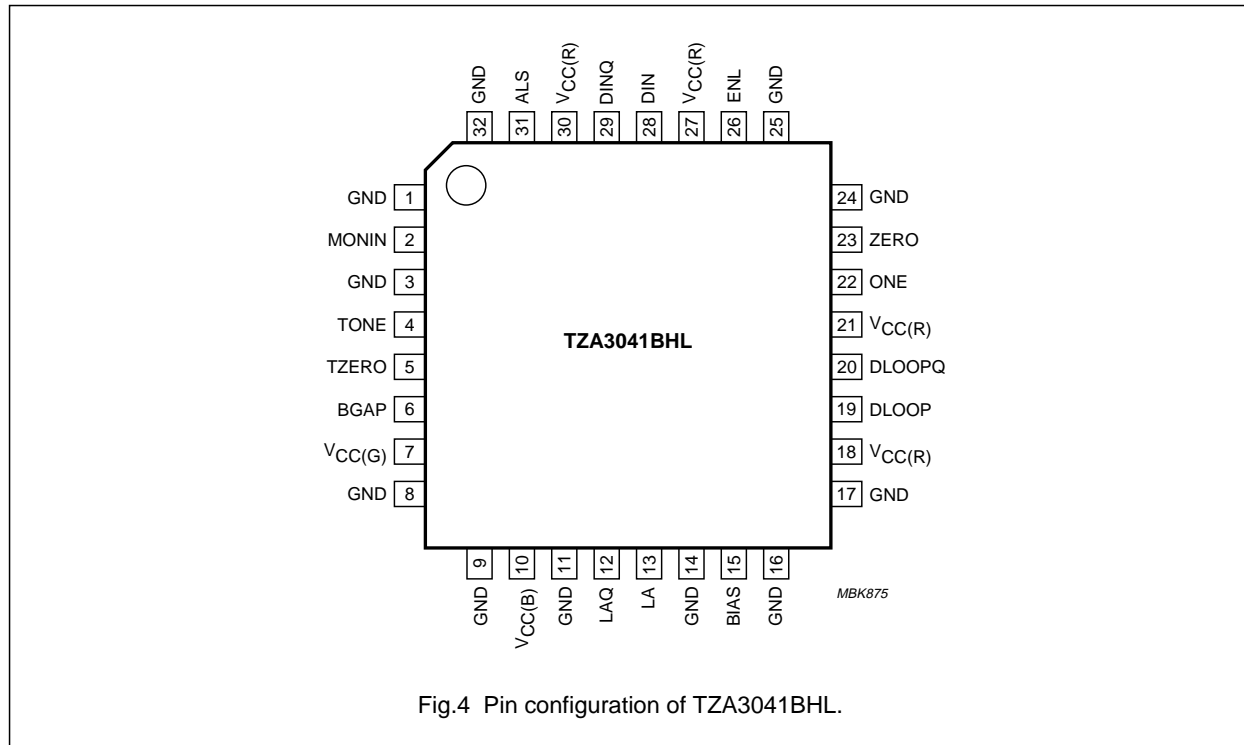 GND
ALS
VCC(R)
DINQ
DIN
VCC(R)
ENL
GND
32 31 30 29 28 27 26 25
GND 1
MONIN 2
GND 3
TONE 4
TZERO 5
BGAP 6
VCC(G) 7
GND 8
TZA3041BHL
24 GND
23 ZERO
22 ONE
21 VCC(R)
20 DLOOPQ
19 DLOOP
18 VCC(R)
17 GND
9 10 11 12 13 14 15 16
GND
VCC(B)
GND
LAQ
LA
GND
BIAS
GND
MBK875
Fig.4 Pin configuration of TZA3041BHL.